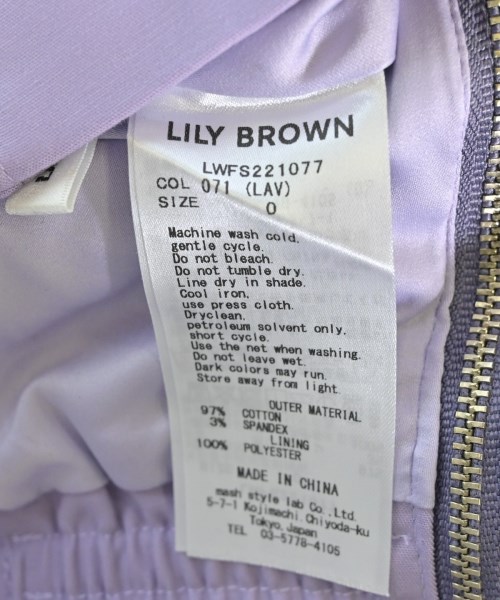 LILY BROWN
LWFS221077
COL 071 (LAV)
SIZE 0
Machine wash cold.
gentle cycle.
Do not bleach.
Do not tumble dry.
Line dry in shade.
Cool iron.
use press cloth.
Dryclean.
petroleum solvent only.
short cycle.
Use the net when washing.
Do not leave wet.
Dark colors may run.
Store away from light
OUTER MATERIAL
97% COTTON
3% SPANDEX
LINING
100% POLYESTER
MADE IN CHINA
mash style lab Co.,Ltd.
5-7-1 Kojimachi.Chiyoda-ku
Tokyo.Japan
TEL 03-5778-4105